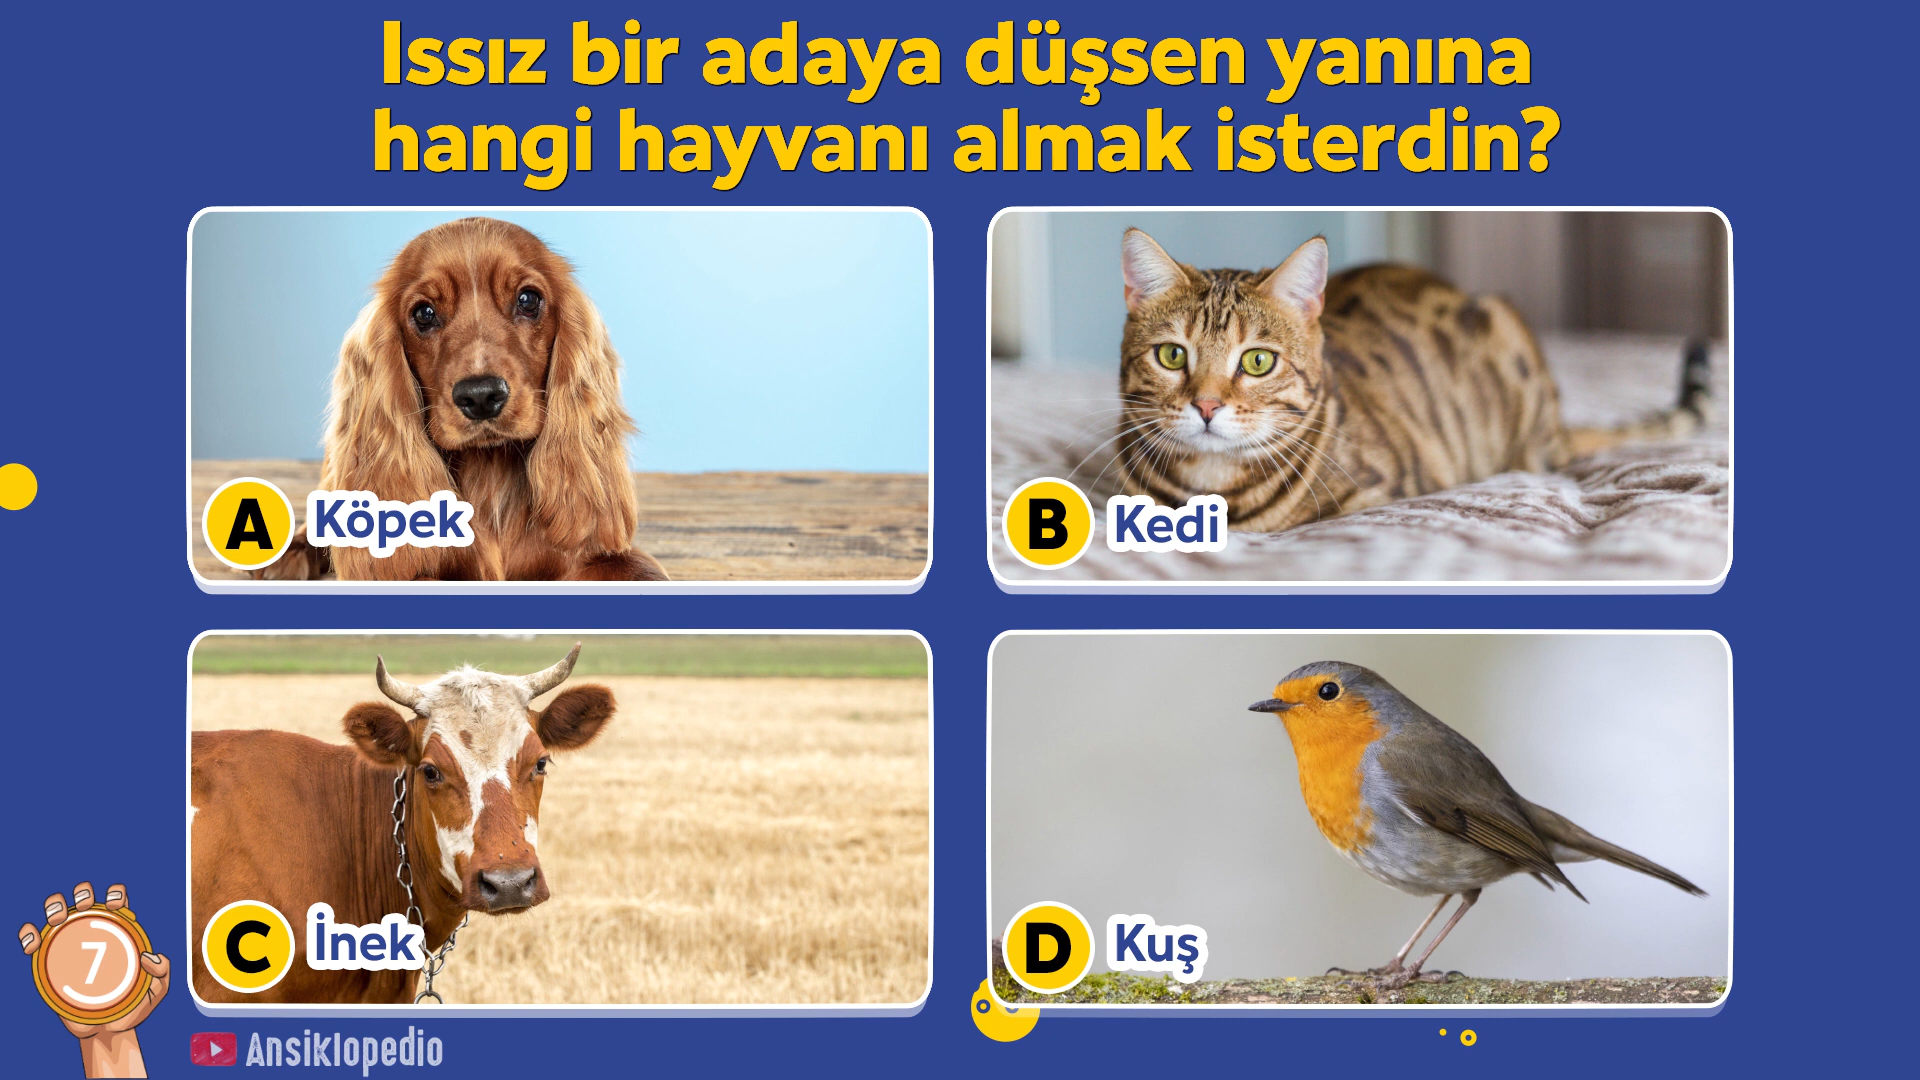 Issız bir adaya düşsen yanına
hangi hayvanı almak isterdin?
A Köpek
B Kedi
C İnek
D Kuş
7
Ansiklopedio